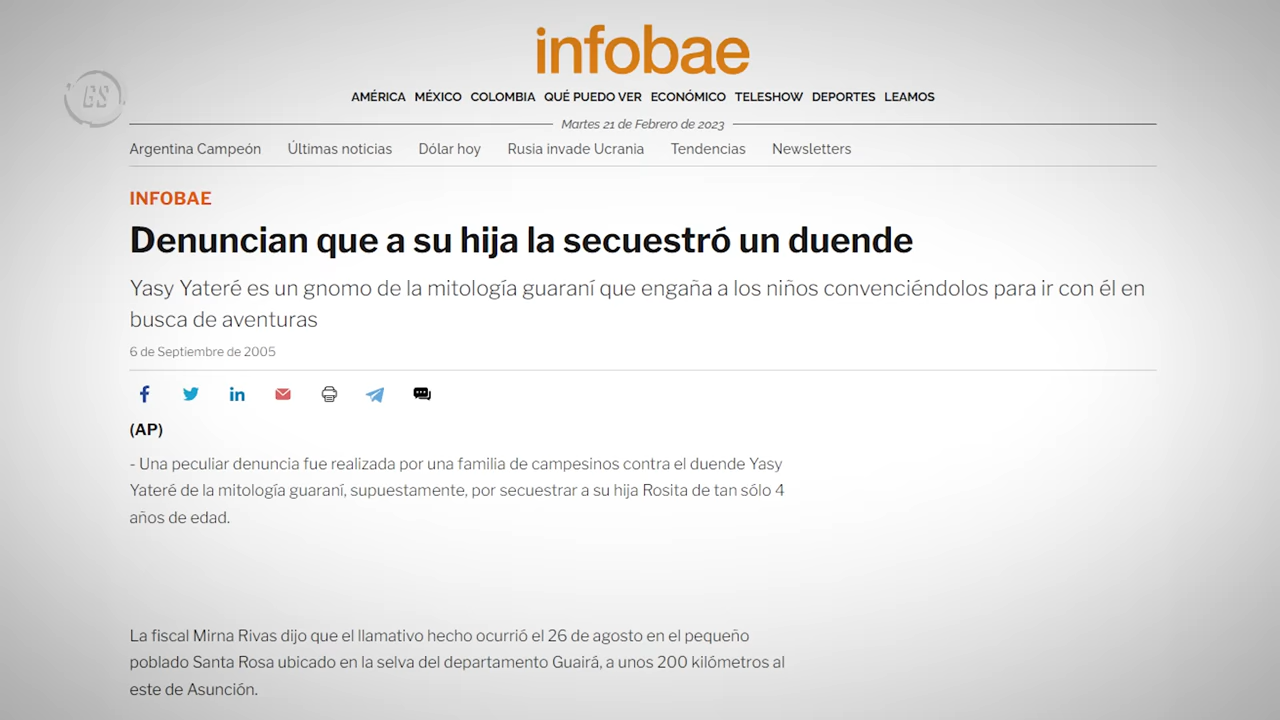 infobae
GS
AMÉRICA MÉXICO COLOMBIA QUÉ PUEDO VER ECONÓMICO TELESHOW DEPORTES LEAMOS
Martes 21 de Febrero de 2023
Argentina Campeón Últimas noticias Dólar hoy Rusia invade Ucrania Tendencias Newsletters
INFOBAE
Denuncian que a su hija la secuestró un duende
Yasy Yateré es un gnomo de la mitología guaraní que engaña a los niños convenciéndolos para ir con él en
busca de aventuras
6 de Septiembre de 2005
(AP)
- Una peculiar denuncia fue realizada por una familia de campesinos contra el duende Yasy
Yateré de la mitología guaraní, supuestamente, por secuestrar a su hija Rosita de tan sólo 4
años de edad.
La fiscal Mirna Rivas dijo que el llamativo hecho ocurrió el 26 de agosto en el pequeño
poblado Santa Rosa ubicado en la selva del departamento Guairá, a unos 200 kilómetros al
este de Asunción.